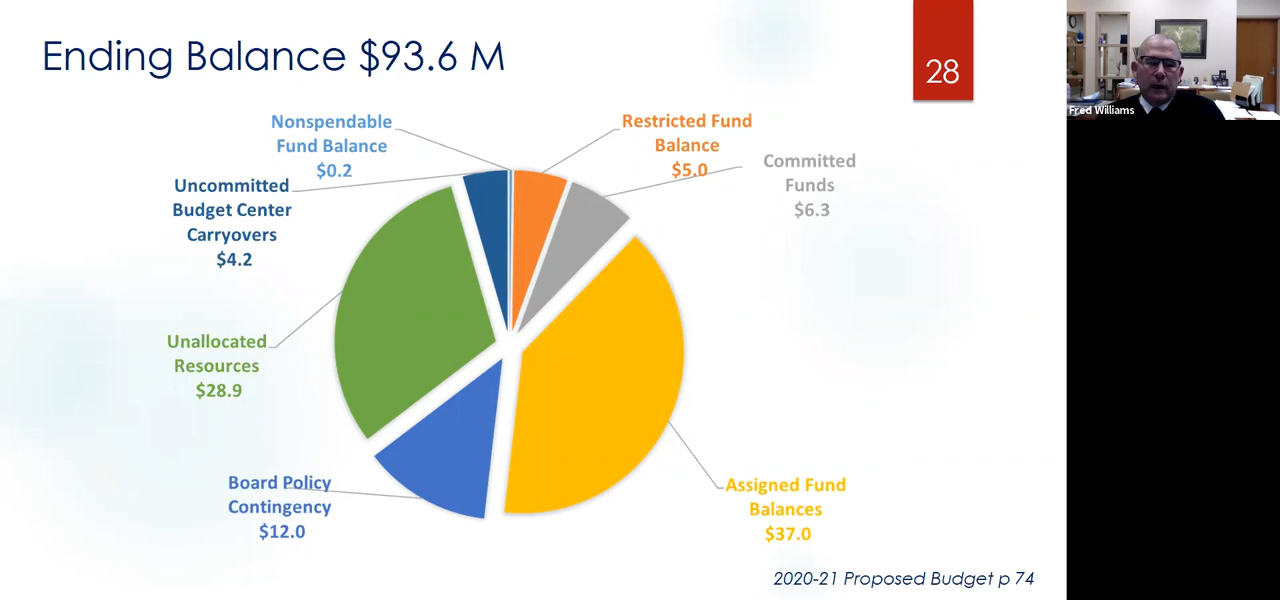 Ending Balance $93.6 M
28
Fred Williams
Nonspendable
Fund Balance
$0.2
Restricted Fund
Balance
$5.0
Committed
Funds
$6.3
Uncommitted
Budget Center
Carryovers
$4.2
Unallocated
Resources
$28.9
Board Policy
Contingency
$12.0
Assigned Fund
Balances
$37.0
2020-21 Proposed Budget p 74